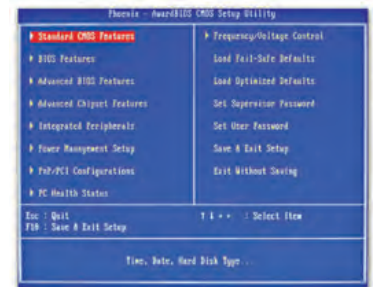 Phoenix - AwardBIOS CMOS Setup Utility
Standard CMOS Features
BIOS Features
Advanced BIOS Features
Advanced Chipset Features
Integrated Peripherals
Power Management Setup
PnP/PCI Configurations
PC Health Status
Frequency/Voltage Control
Load Fail-Safe Defaults
Load Optimized Defaults
Set Supervisor Password
Set User Password
Save & Exit Setup
Exit Without Saving
Esc : Quit
F10 : Save & Exit Setup
↑ ↓ → ← : Select Item
Time, Date, Hard Disk Type...